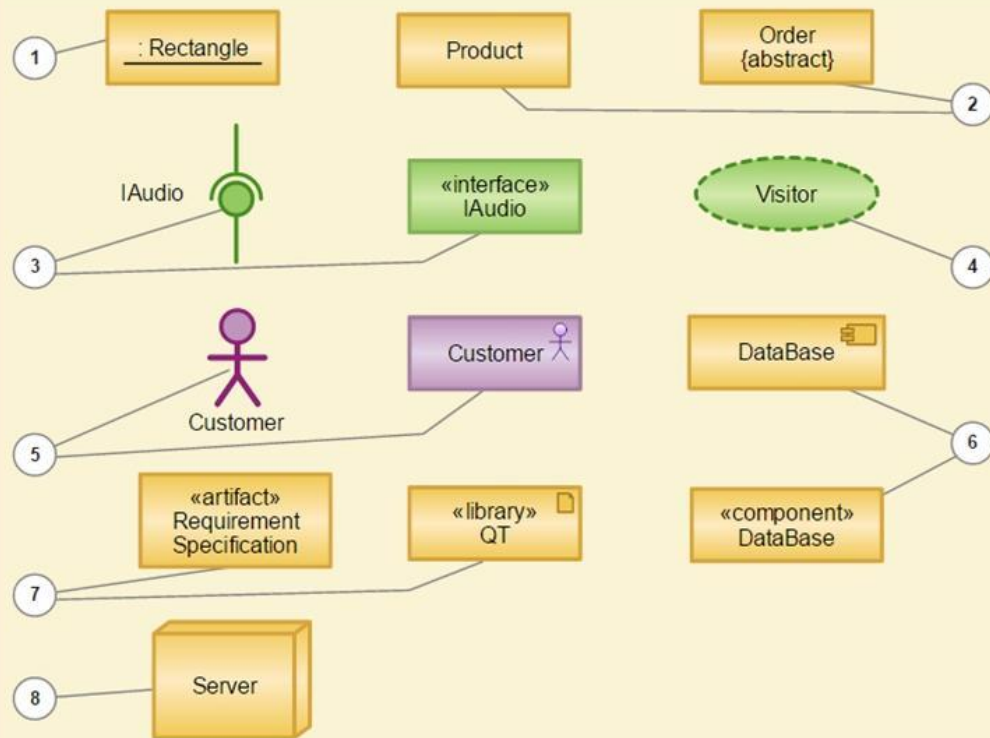 1
: Rectangle
Product
Order
{abstract}
2
IAudio
«interface»
IAudio
Visitor
3
4
Customer
Customer
DataBase
5
6
«artifact»
Requirement
Specification
«library»
QT
«component»
DataBase
7
8
Server